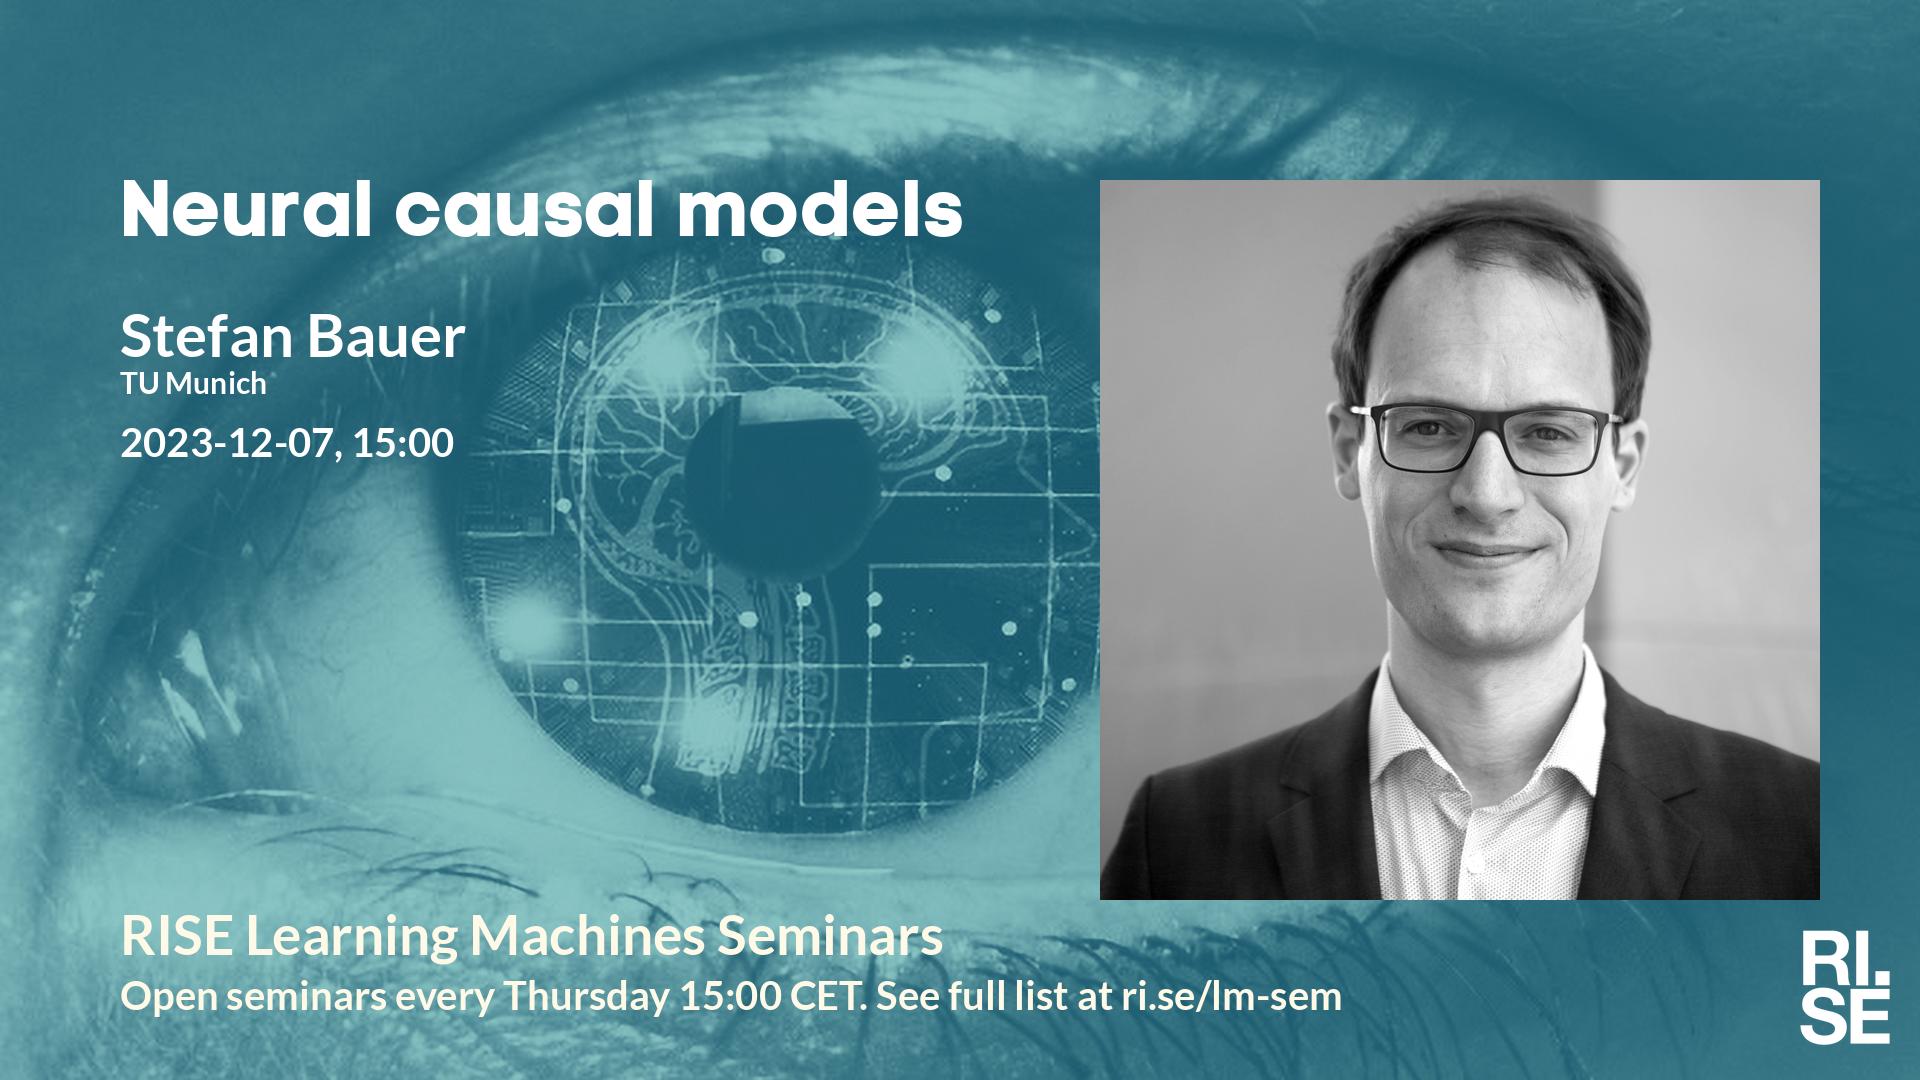 Neural causal models
Stefan Bauer
TU Munich
2023-12-07, 15:00
RISE Learning Machines Seminars
Open seminars every Thursday 15:00 CET. See full list at ri.se/lm-sem
RI.
SE